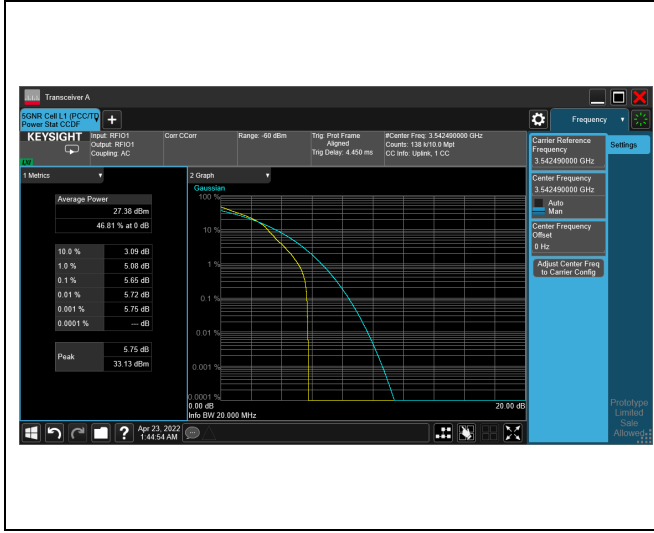 Transceiver A
5GNR Cell L1 (PCC/TD
Power Stat CCDF
Frequency
KEYSIGHT
LXI
Input: RFIO1
Output: RFIO1
Coupling: AC
Corr CCorr
Range: -60 dBm
Trig: Prot Frame
Aligned
Trig Delay: 4.450 ms
#Center Freq: 3.542490000 GHz
Counts: 138 k/10.0 Mpt
CC Info: Uplink, 1 CC
1 Metrics
Average Power
27.38 dBm
46.81 % at 0 dB
10.0 % 3.09 dB
1.0 % 5.08 dB
0.1 % 5.65 dB
0.01 % 5.72 dB
0.001 % 5.75 dB
0.0001 % --- dB
Peak
5.75 dB
33.13 dBm
2 Graph
Gaussian
100 %
10 %
1 %
0.1 %
0.01 %
0.001 %
0.0001 %
0.00 dB
20.00 dB
Info BW 20.000 MHz
Carrier Reference
Frequency
3.542490000 GHz
Center Frequency
3.542490000 GHz
Auto
Man
Center Frequency
Offset
0 Hz
Adjust Center Freq
to Carrier Config
Settings
Prototype
Limited
Sale
Allowed
?
Apr 23, 2022
1:44:54 AM